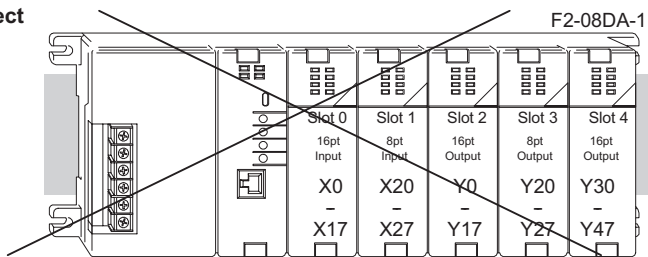 ect
F2-08DA-1
Slot 0 Slot 1 Slot 2 Slot 3 Slot 4
16pt 8pt 16pt 8pt 16pt
Input Input Output Output Output
X0 X20 Y0 Y20 Y30
– – – – –
X17 X27 Y17 Y27 Y47